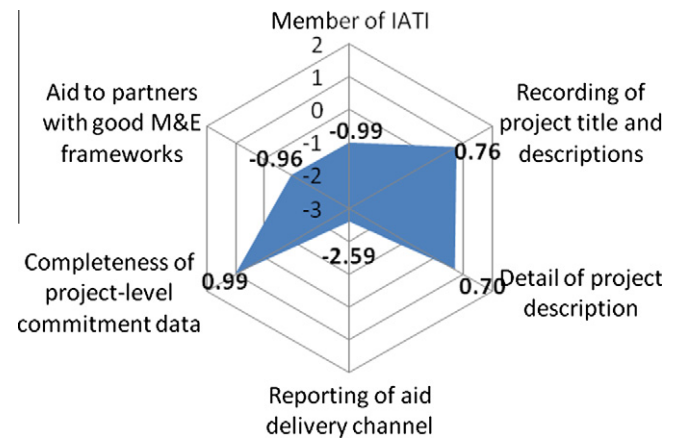 Member of IATI
2
1
0
-1
-2
-3
-0.99
Recording of
project title and
descriptions
0.76
Detail of project
description
0.70
Reporting of aid
delivery channel
-2.59
Completeness of
project-level
commitment data
0.99
Aid to partners
with good M&E
frameworks
-0.96